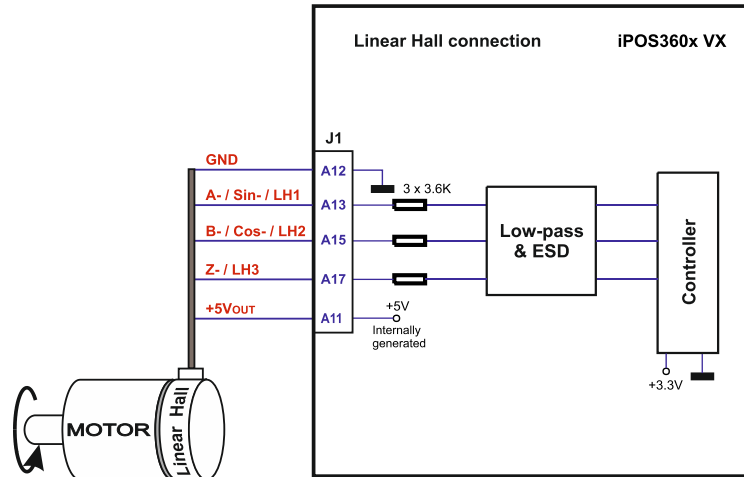 Linear Hall connection
iPOS360x VX
J1
GND
A12
A- / Sin- / LH1
A13
3 x 3.6K
B- / Cos- / LH2
A15
Low-pass
& ESD
Controller
Z- / LH3
A17
+5VOUT
A11
+5V
Internally
generated
+3.3V
MOTOR
Linear Hall